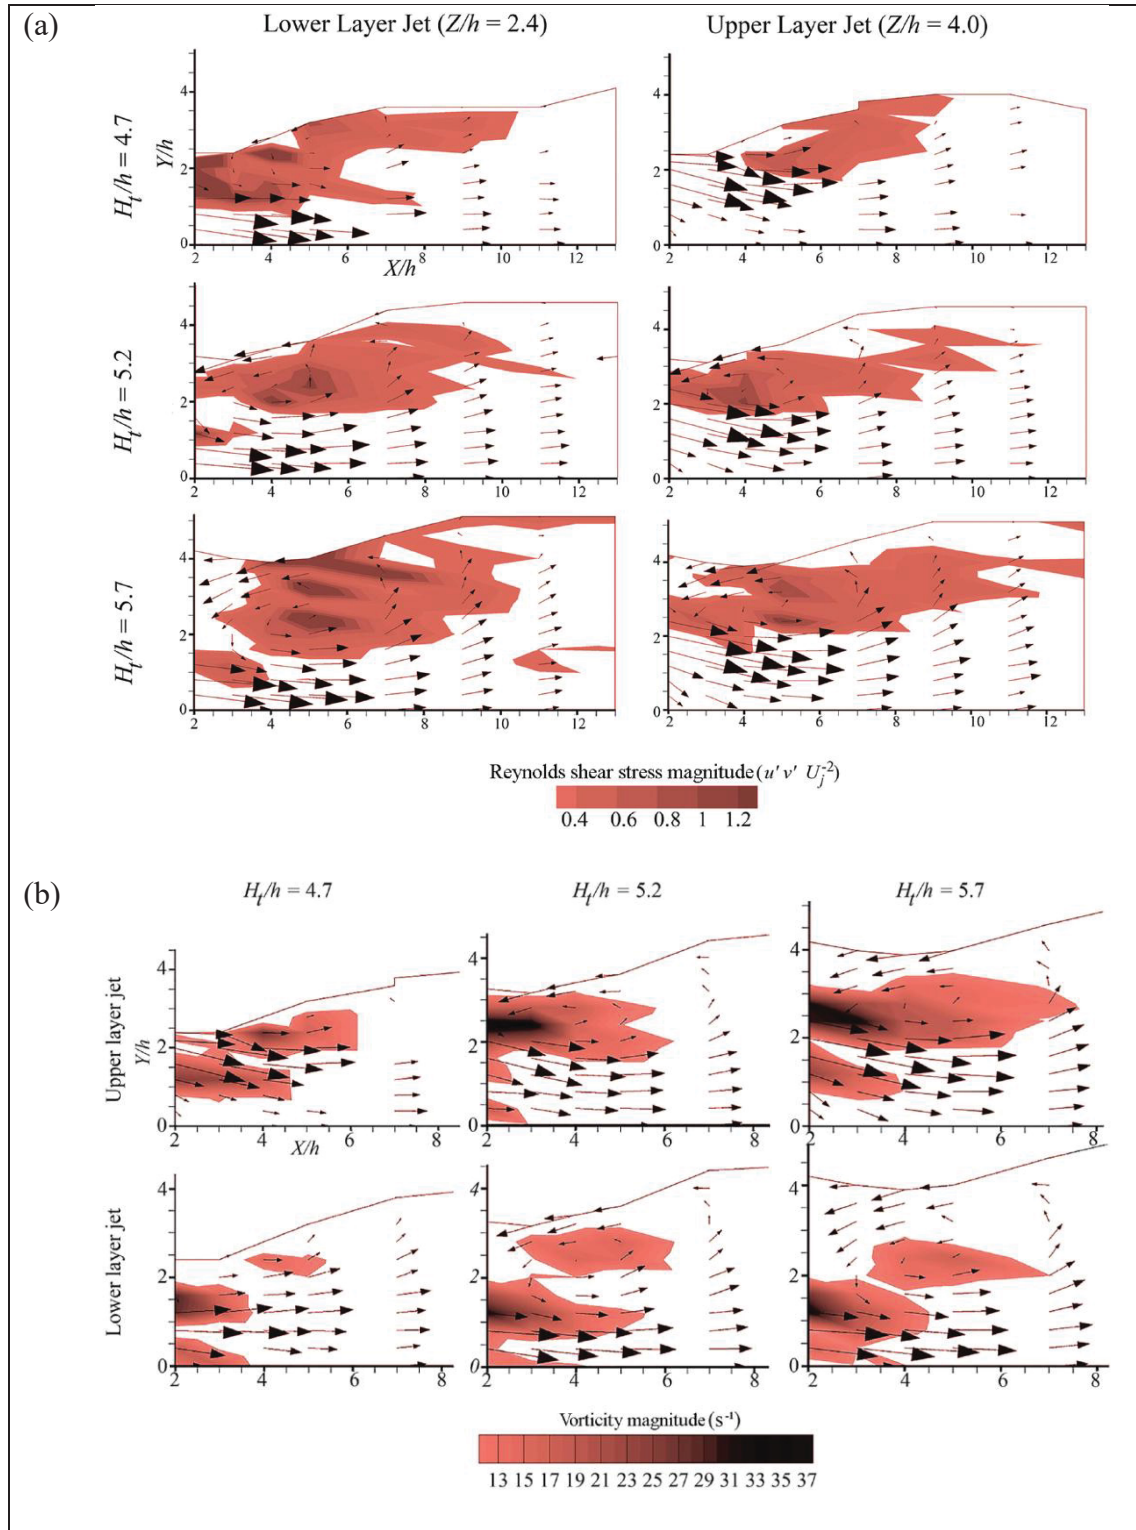 (a)
Lower Layer Jet (Z/h = 2.4)
Upper Layer Jet (Z/h = 4.0)
H_t/h = 4.7
Y/h
4
2
0
2 4 6 8 10 12
X/h
4
2
0
2 4 6 8 10 12
H_t/h = 5.2
4
2
0
2 4 6 8 10 12
4
2
0
2 4 6 8 10 12
H_t/h = 5.7
4
2
0
2 4 6 8 10 12
4
2
0
2 4 6 8 10 12
Reynolds shear stress magnitude (u' v' U_j^-2)
0.4 0.6 0.8 1 1.2
(b)
H_t/h = 4.7
H_t/h = 5.2
H_t/h = 5.7
Upper layer jet
Y/h
4
2
0
2 4 6 8
X/h
4
2
0
2 4 6 8
4
2
0
2 4 6 8
Lower layer jet
4
2
0
2 4 6 8
4
2
0
2 4 6 8
4
2
0
2 4 6 8
Vorticity magnitude (s^-1)
13 15 17 19 21 23 25 27 29 31 33 35 37